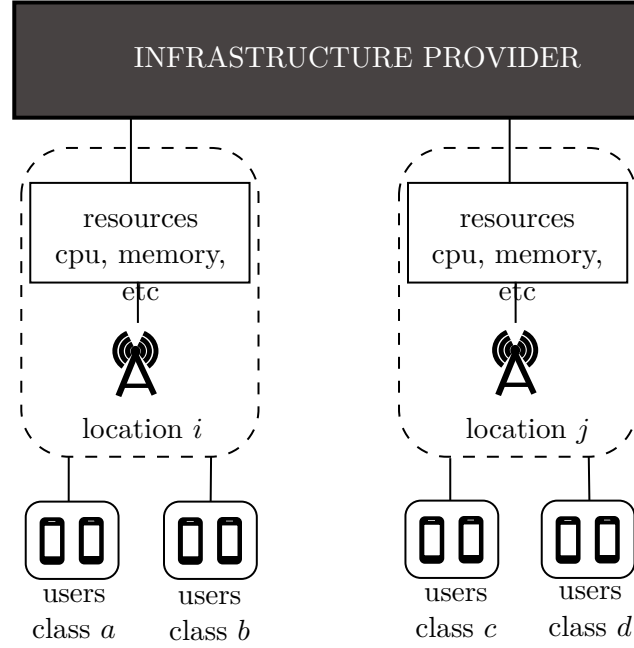 INFRASTRUCTURE PROVIDER
resources
cpu, memory,
etc
location i
resources
cpu, memory,
etc
location j
users
class a
users
class b
users
class c
users
class d